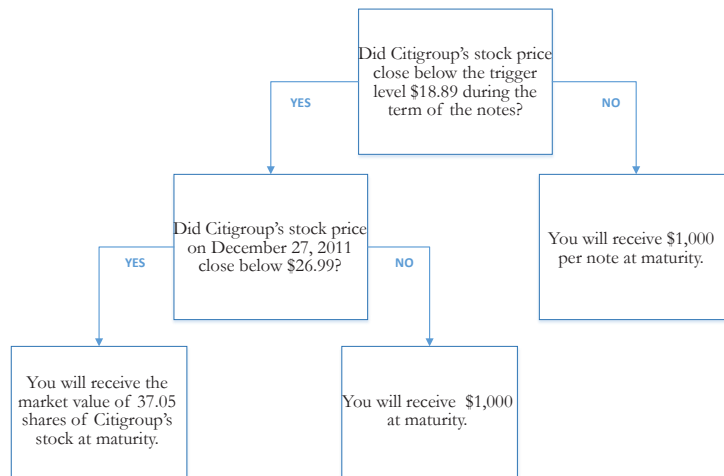 Did Citigroup's stock price
close below the trigger
level $18.89 during the
term of the notes?
YES
NO
Did Citigroup's stock price
on December 27, 2011
close below $26.99?
You will receive $1,000
per note at maturity.
YES
NO
You will receive the
market value of 37.05
shares of Citigroup's
stock at maturity.
You will receive $1,000
at maturity.